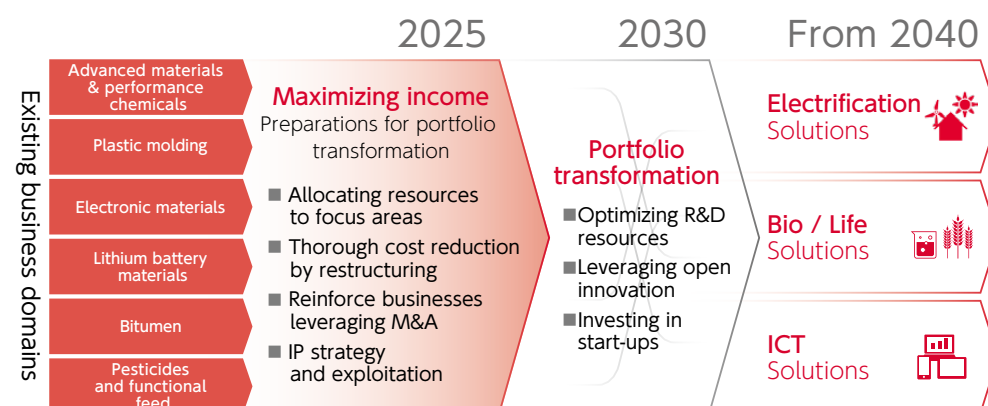 2025
2030
From 2040
Existing business domains
Advanced materials
& performance
chemicals
Plastic molding
Electronic materials
Lithium battery
materials
Bitumen
Pesticides
and functional
feed
Maximizing income
Preparations for portfolio
transformation
■ Allocating resources
to focus areas
■ Thorough cost reduction
by restructuring
■ Reinforce businesses
leveraging M&A
■ IP strategy
and exploitation
Portfolio
transformation
■Optimizing R&D
resources
■Leveraging open
innovation
■Investing in
start-ups
Electrification
Solutions
Bio / Life
Solutions
ICT
Solutions